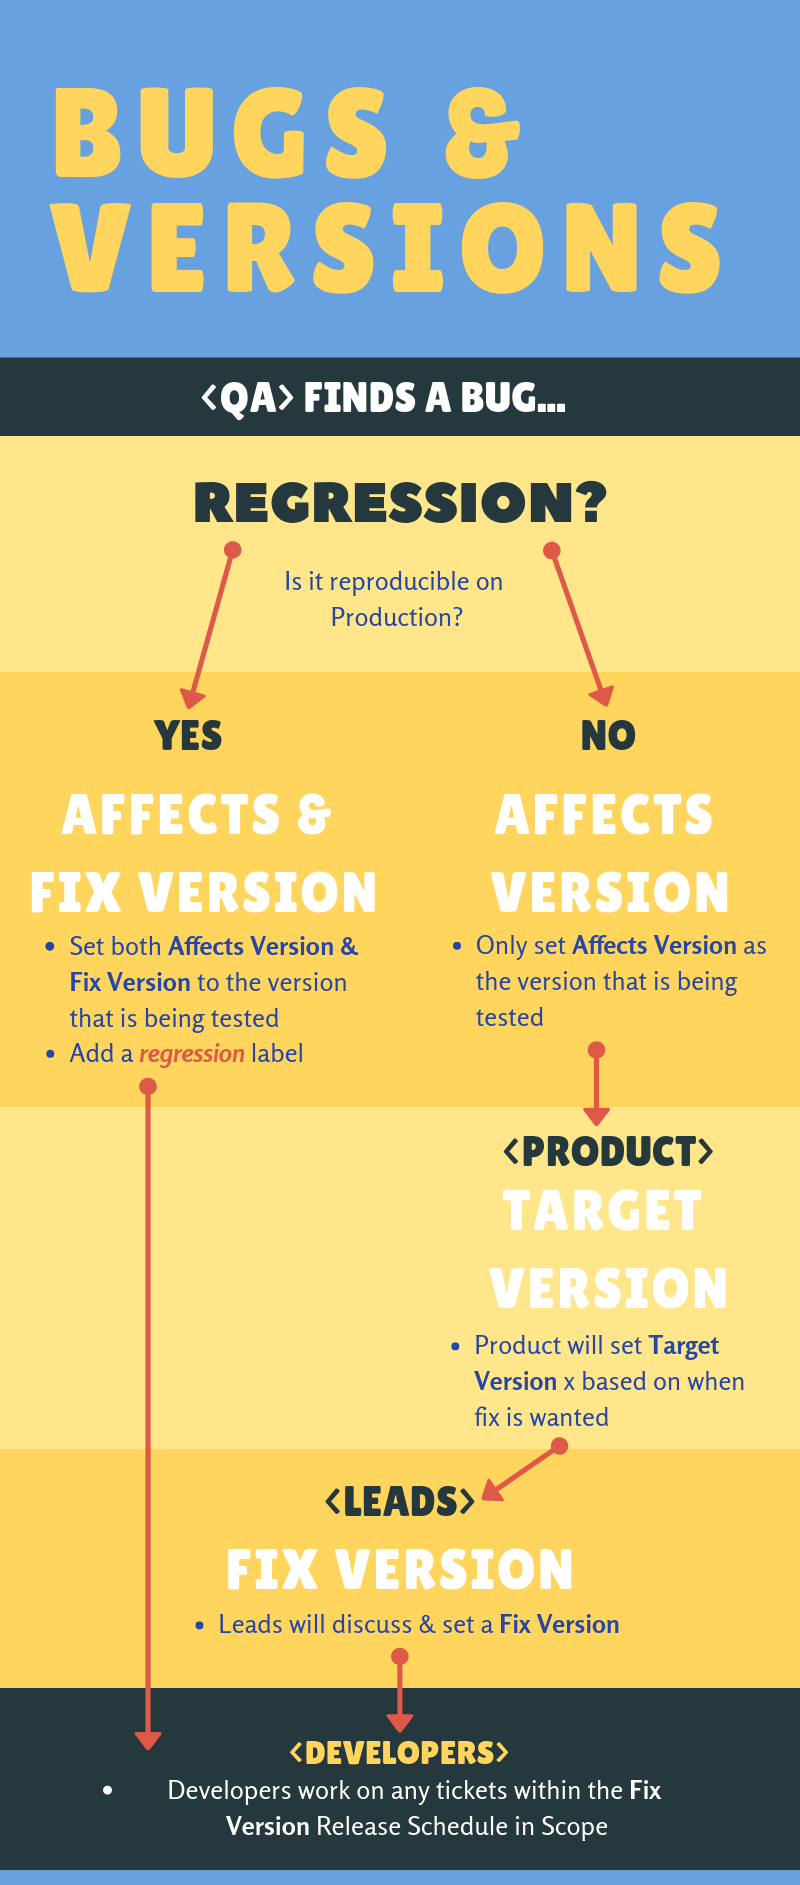 BUGS &
VERSIONS
<QA> FINDS A BUG...
REGRESSION?
Is it reproducible on
Production?
YES
AFFECTS &
FIX VERSION
• Set both Affects Version &
Fix Version to the version
that is being tested
• Add a regression label
NO
AFFECTS
VERSION
• Only set Affects Version as
the version that is being
tested
<PRODUCT>
TARGET
VERSION
• Product will set Target
Version x based on when
fix is wanted
<LEADS>
FIX VERSION
• Leads will discuss & set a Fix Version
<DEVELOPERS>
• Developers work on any tickets within the Fix
Version Release Schedule in Scope